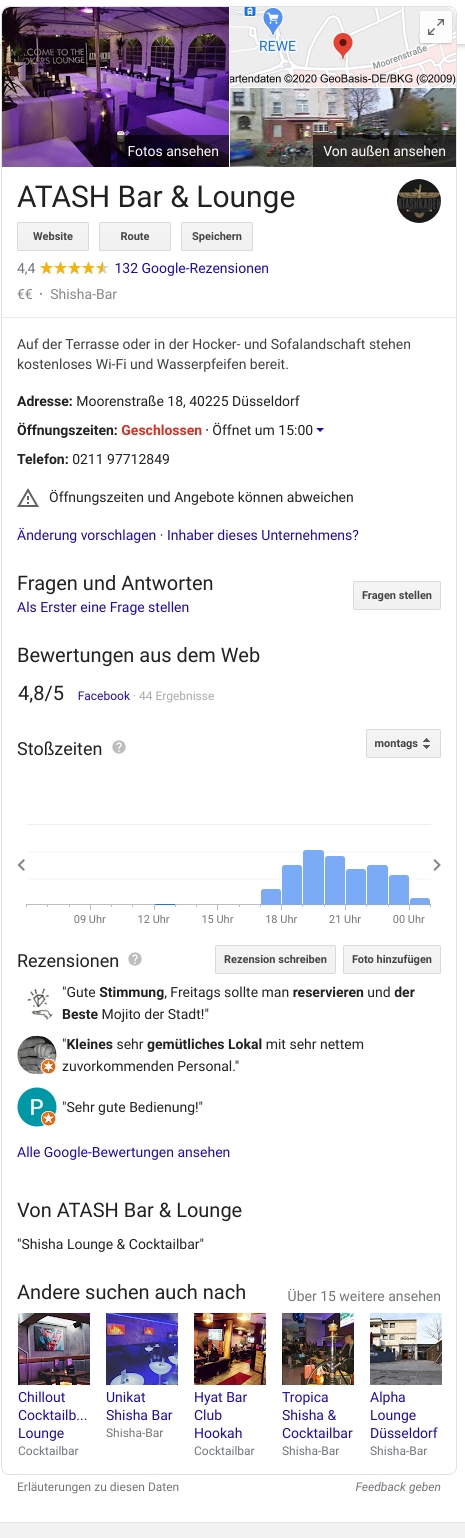 ...COME TO THE
Fotos ansehen
REWE
Moorenstraße
artendaten ©2020 GeoBasis-DE/BKG (©2009)
Von außen ansehen
ATASH Bar & Lounge
Website
Route
Speichern
4,4 132 Google-Rezensionen
€€ · Shisha-Bar
Auf der Terrasse oder in der Hocker- und Sofalandschaft stehen
kostenloses Wi-Fi und Wasserpfeifen bereit.
Adresse: Moorenstraße 18, 40225 Düsseldorf
Öffnungszeiten: Geschlossen · Öffnet um 15:00
Telefon: 0211 97712849
Öffnungszeiten und Angebote können abweichen
Änderung vorschlagen · Inhaber dieses Unternehmens?
Fragen und Antworten
Als Erster eine Frage stellen
Fragen stellen
Bewertungen aus dem Web
4,8/5 Facebook · 44 Ergebnisse
Stoßzeiten ?
montags
09 Uhr 12 Uhr 15 Uhr 18 Uhr 21 Uhr 00 Uhr
Rezensionen ?
Rezension schreiben
Foto hinzufügen
"Gute Stimmung, Freitags sollte man reservieren und der
Beste Mojito der Stadt!"
"Kleines sehr gemütliches Lokal mit sehr nettem
zuvorkommenden Personal."
P
"Sehr gute Bedienung!"
Alle Google-Bewertungen ansehen
Von ATASH Bar & Lounge
"Shisha Lounge & Cocktailbar"
Andere suchen auch nach
Über 15 weitere ansehen
Chillout
Cocktailb...
Lounge
Cocktailbar
Unikat
Shisha Bar
Shisha-Bar
Hyat Bar
Club
Hookah
Cocktailbar
Tropica
Shisha &
Cocktailbar
Shisha-Bar
Alpha
Lounge
Düsseldorf
Shisha-Bar
Erläuterungen zu diesen Daten
Feedback geben